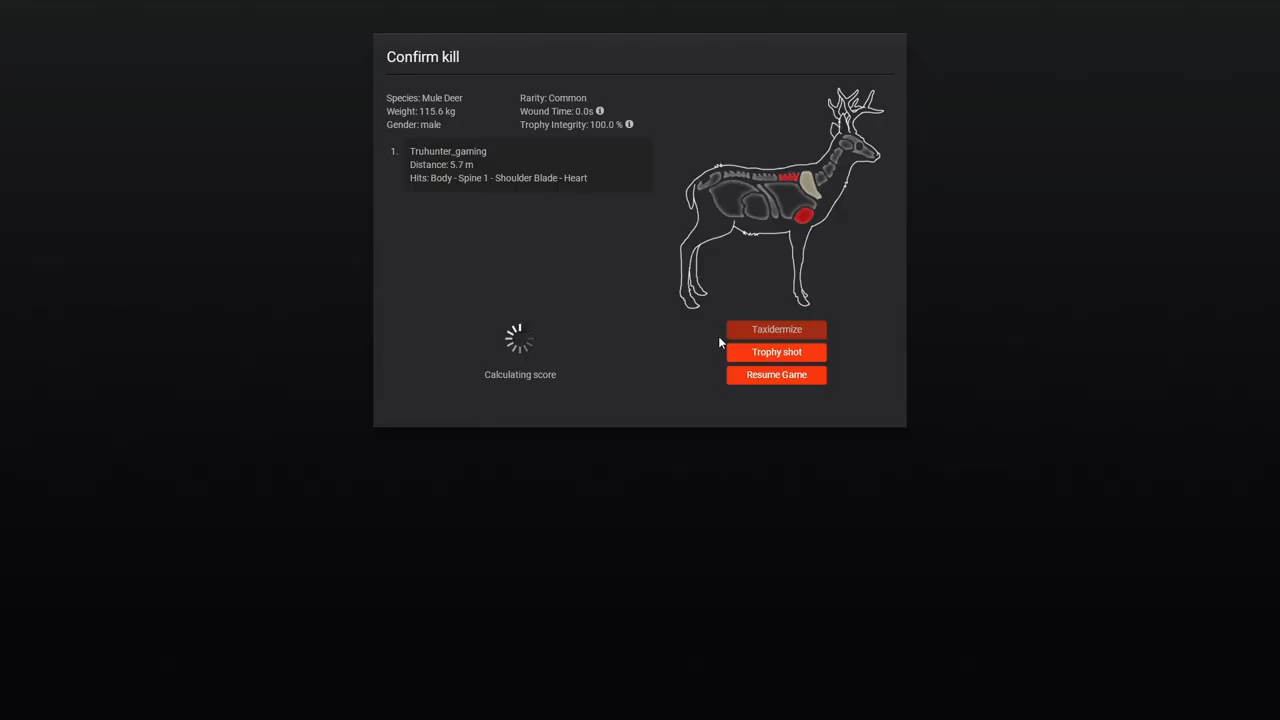 Confirm kill
Species: Mule Deer
Weight: 115.6 kg
Gender: male
Rarity: Common
Wound Time: 0.0s
Trophy Integrity: 100.0 %
1. Truhunter_gaming
Distance: 5.7 m
Hits: Body - Spine 1 - Shoulder Blade - Heart
Calculating score
Taxidermize
Trophy shot
Resume Game